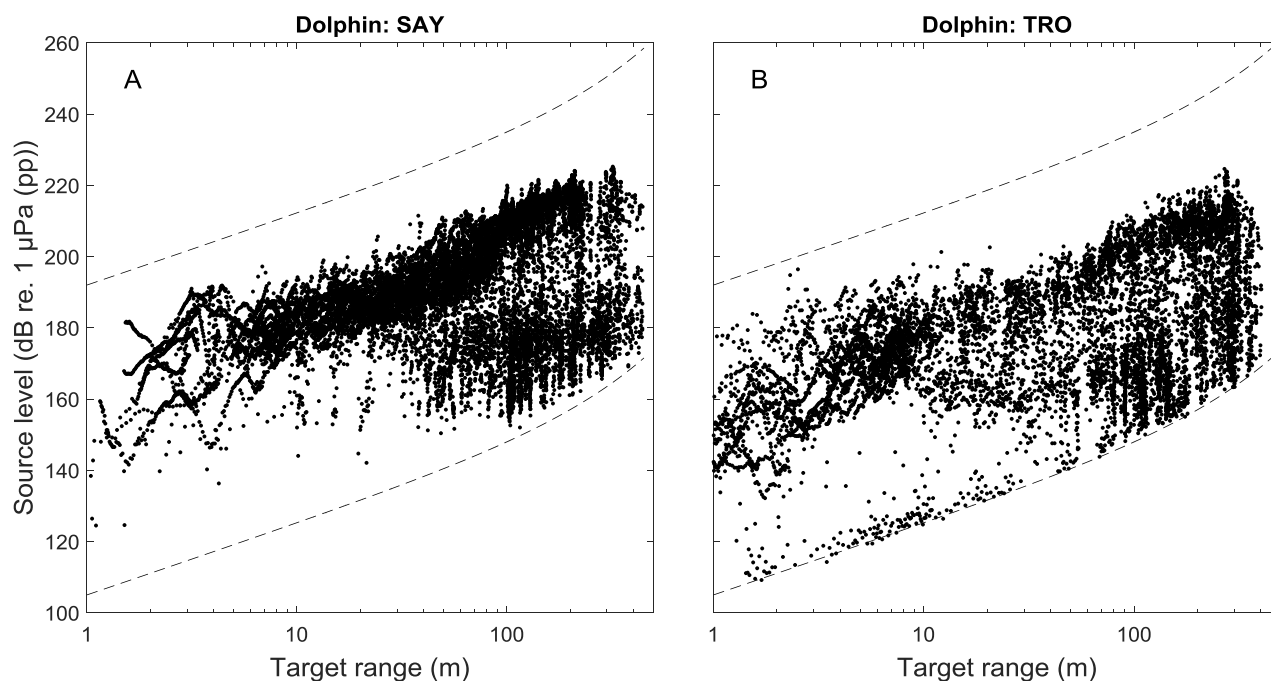 Dolphin: SAY
Dolphin: TRO
A
B
Source level (dB re. 1 µPa (pp))
260
240
220
200
180
160
140
120
100
1
10
100
1
10
100
Target range (m)
Target range (m)